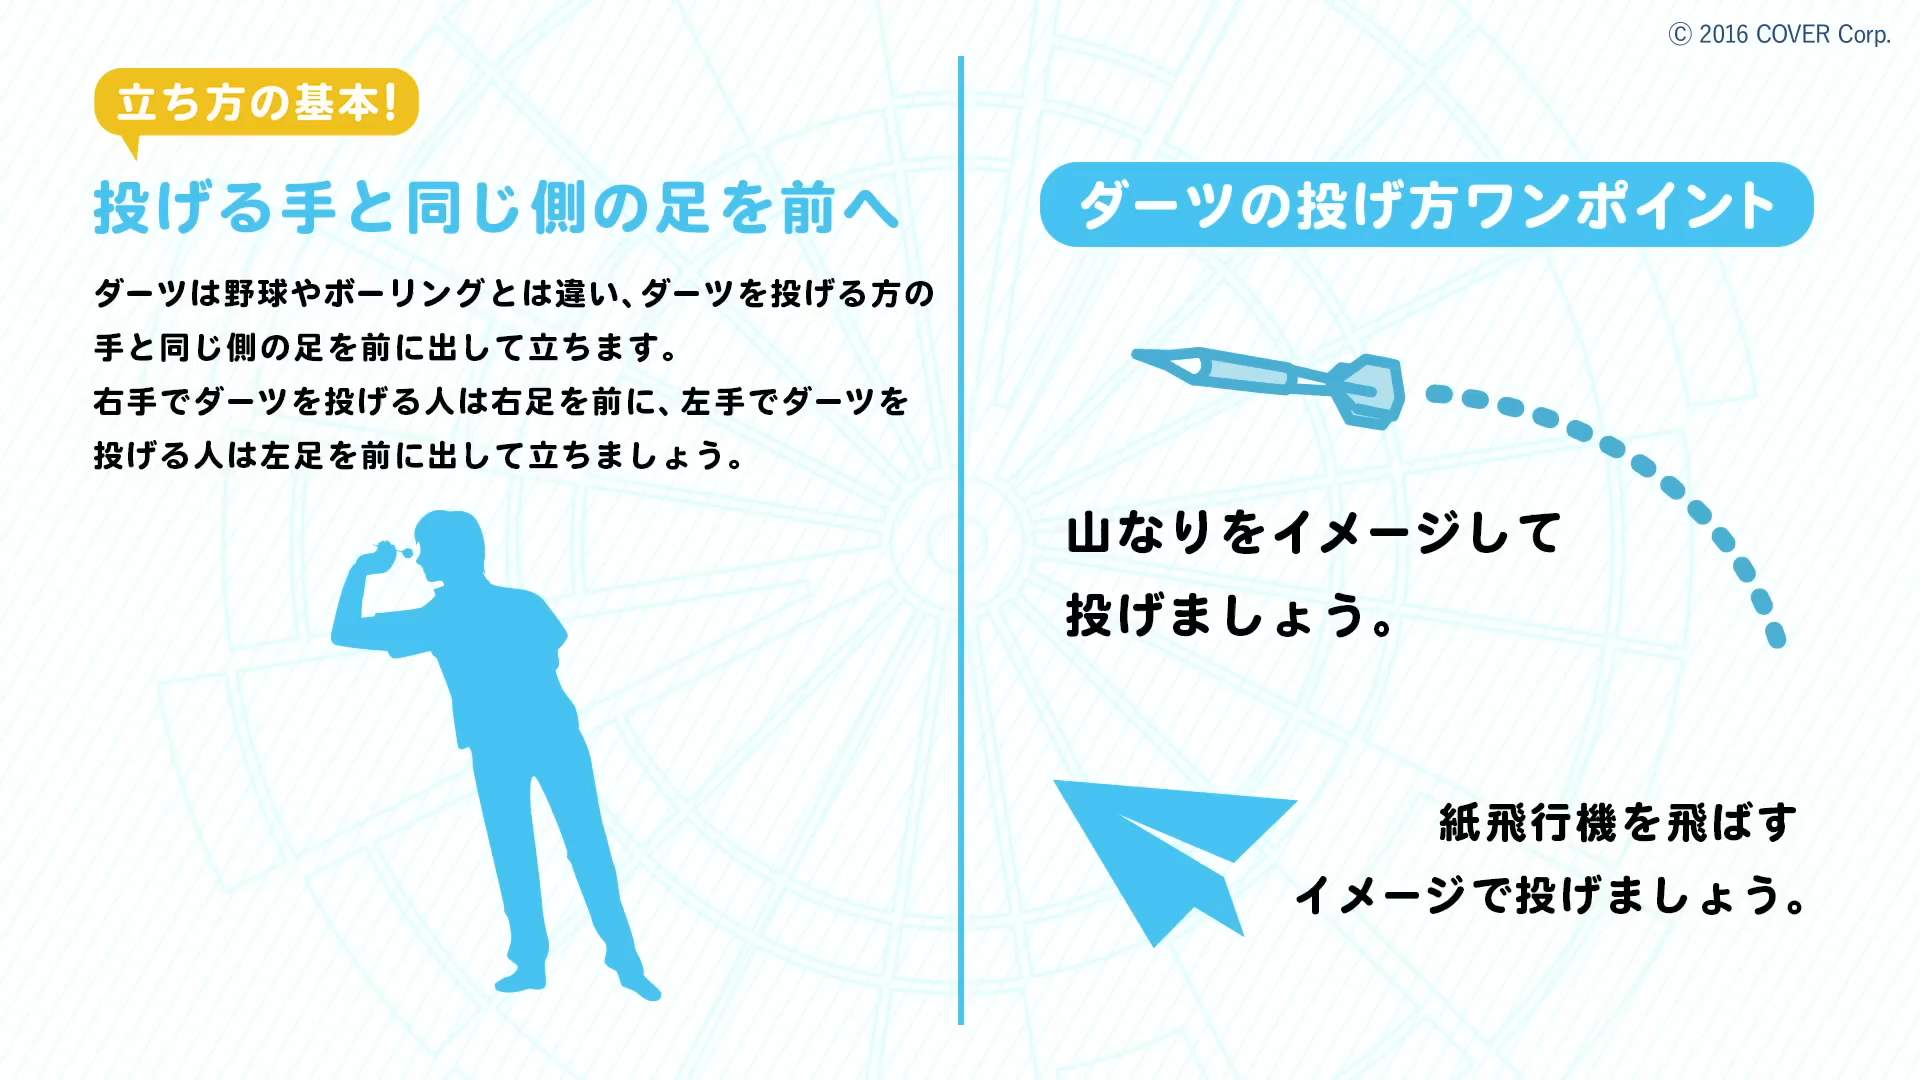 © 2016 COVER Corp.
立ち方の基本!
投げる手と同じ側の足を前へ
ダーツは野球やボーリングとは違い、ダーツを投げる方の
手と同じ側の足を前に出して立ちます。
右手でダーツを投げる人は右足を前に、左手でダーツを
投げる人は左足を前に出して立ちましょう。
ダーツの投げ方ワンポイント
山なりをイメージして
投げましょう。
紙飛行機を飛ばす
イメージで投げましょう。